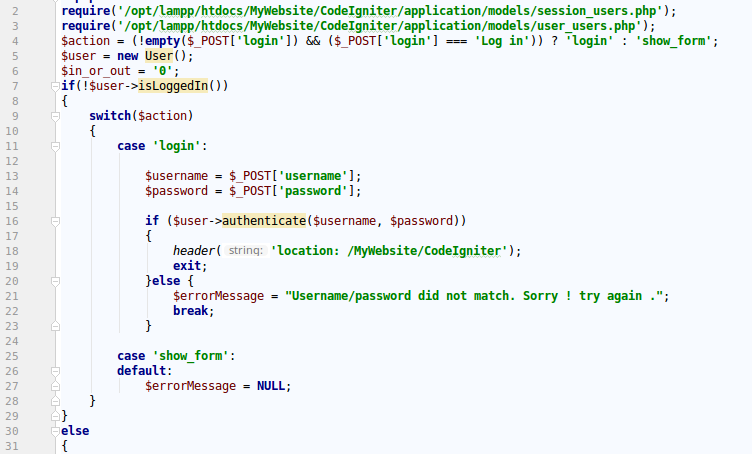 2 require('/opt/lampp/htdocs/MyWebsite/CodeIgniter/application/models/session_users.php');
3 require('/opt/lampp/htdocs/MyWebsite/CodeIgniter/application/models/user_users.php');
4 $action = (!empty($_POST['login']) && ($_POST['login'] === 'Log in')) ? 'login' : 'show_form';
5 $user = new User();
6 $in_or_out = '0';
7 if(!$user->isLoggedIn())
8 {
9 switch($action)
10 {
11 case 'login':
12
13 $username = $_POST['username'];
14 $password = $_POST['password'];
15
16 if ($user->authenticate($username, $password))
17 {
18 header( string: 'location: /MyWebsite/CodeIgniter');
19 exit;
20 }else {
21 $errorMessage = "Username/password did not match. Sorry ! try again .";
22 break;
23 }
24
25 case 'show_form':
26 default:
27 $errorMessage = NULL;
28 }
29 }
30 else
31 {